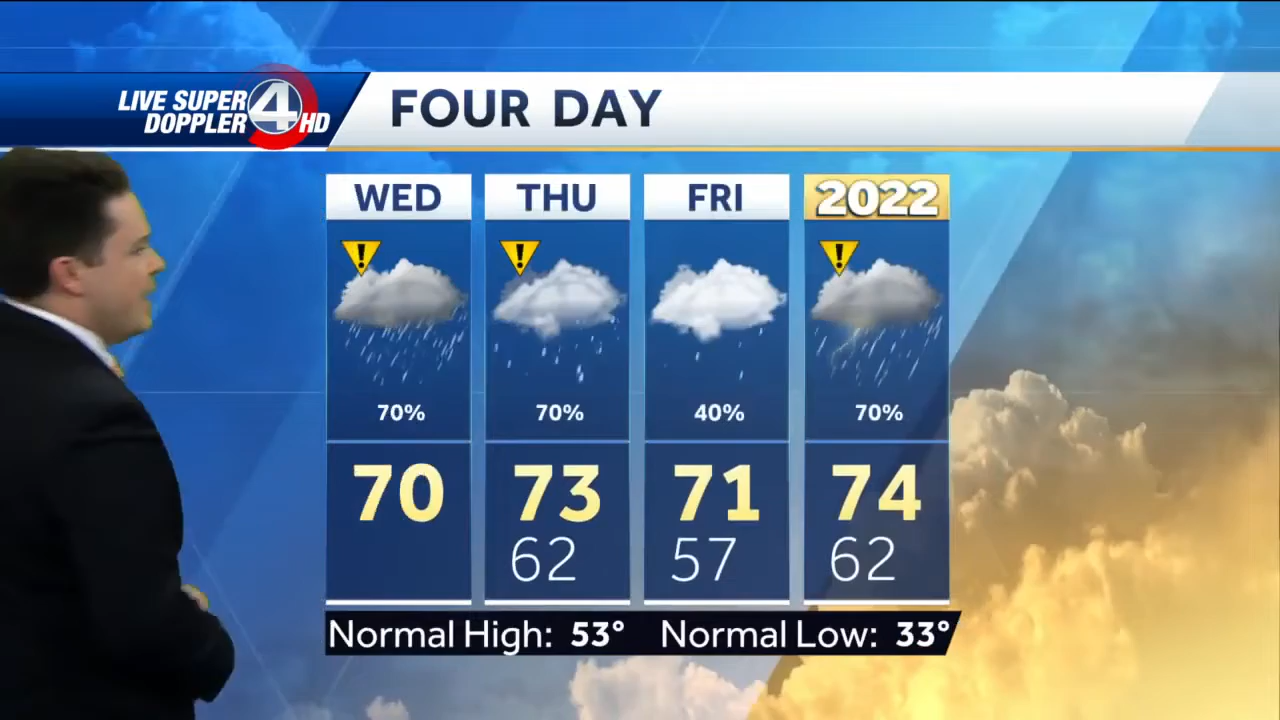 LIVE SUPER
DOPPLER 4 HD
FOUR DAY
WED THU FRI 2022
! ! !
70% 70% 40% 70%
70 73 71 74
62 57 62
Normal High: 53° Normal Low: 33°